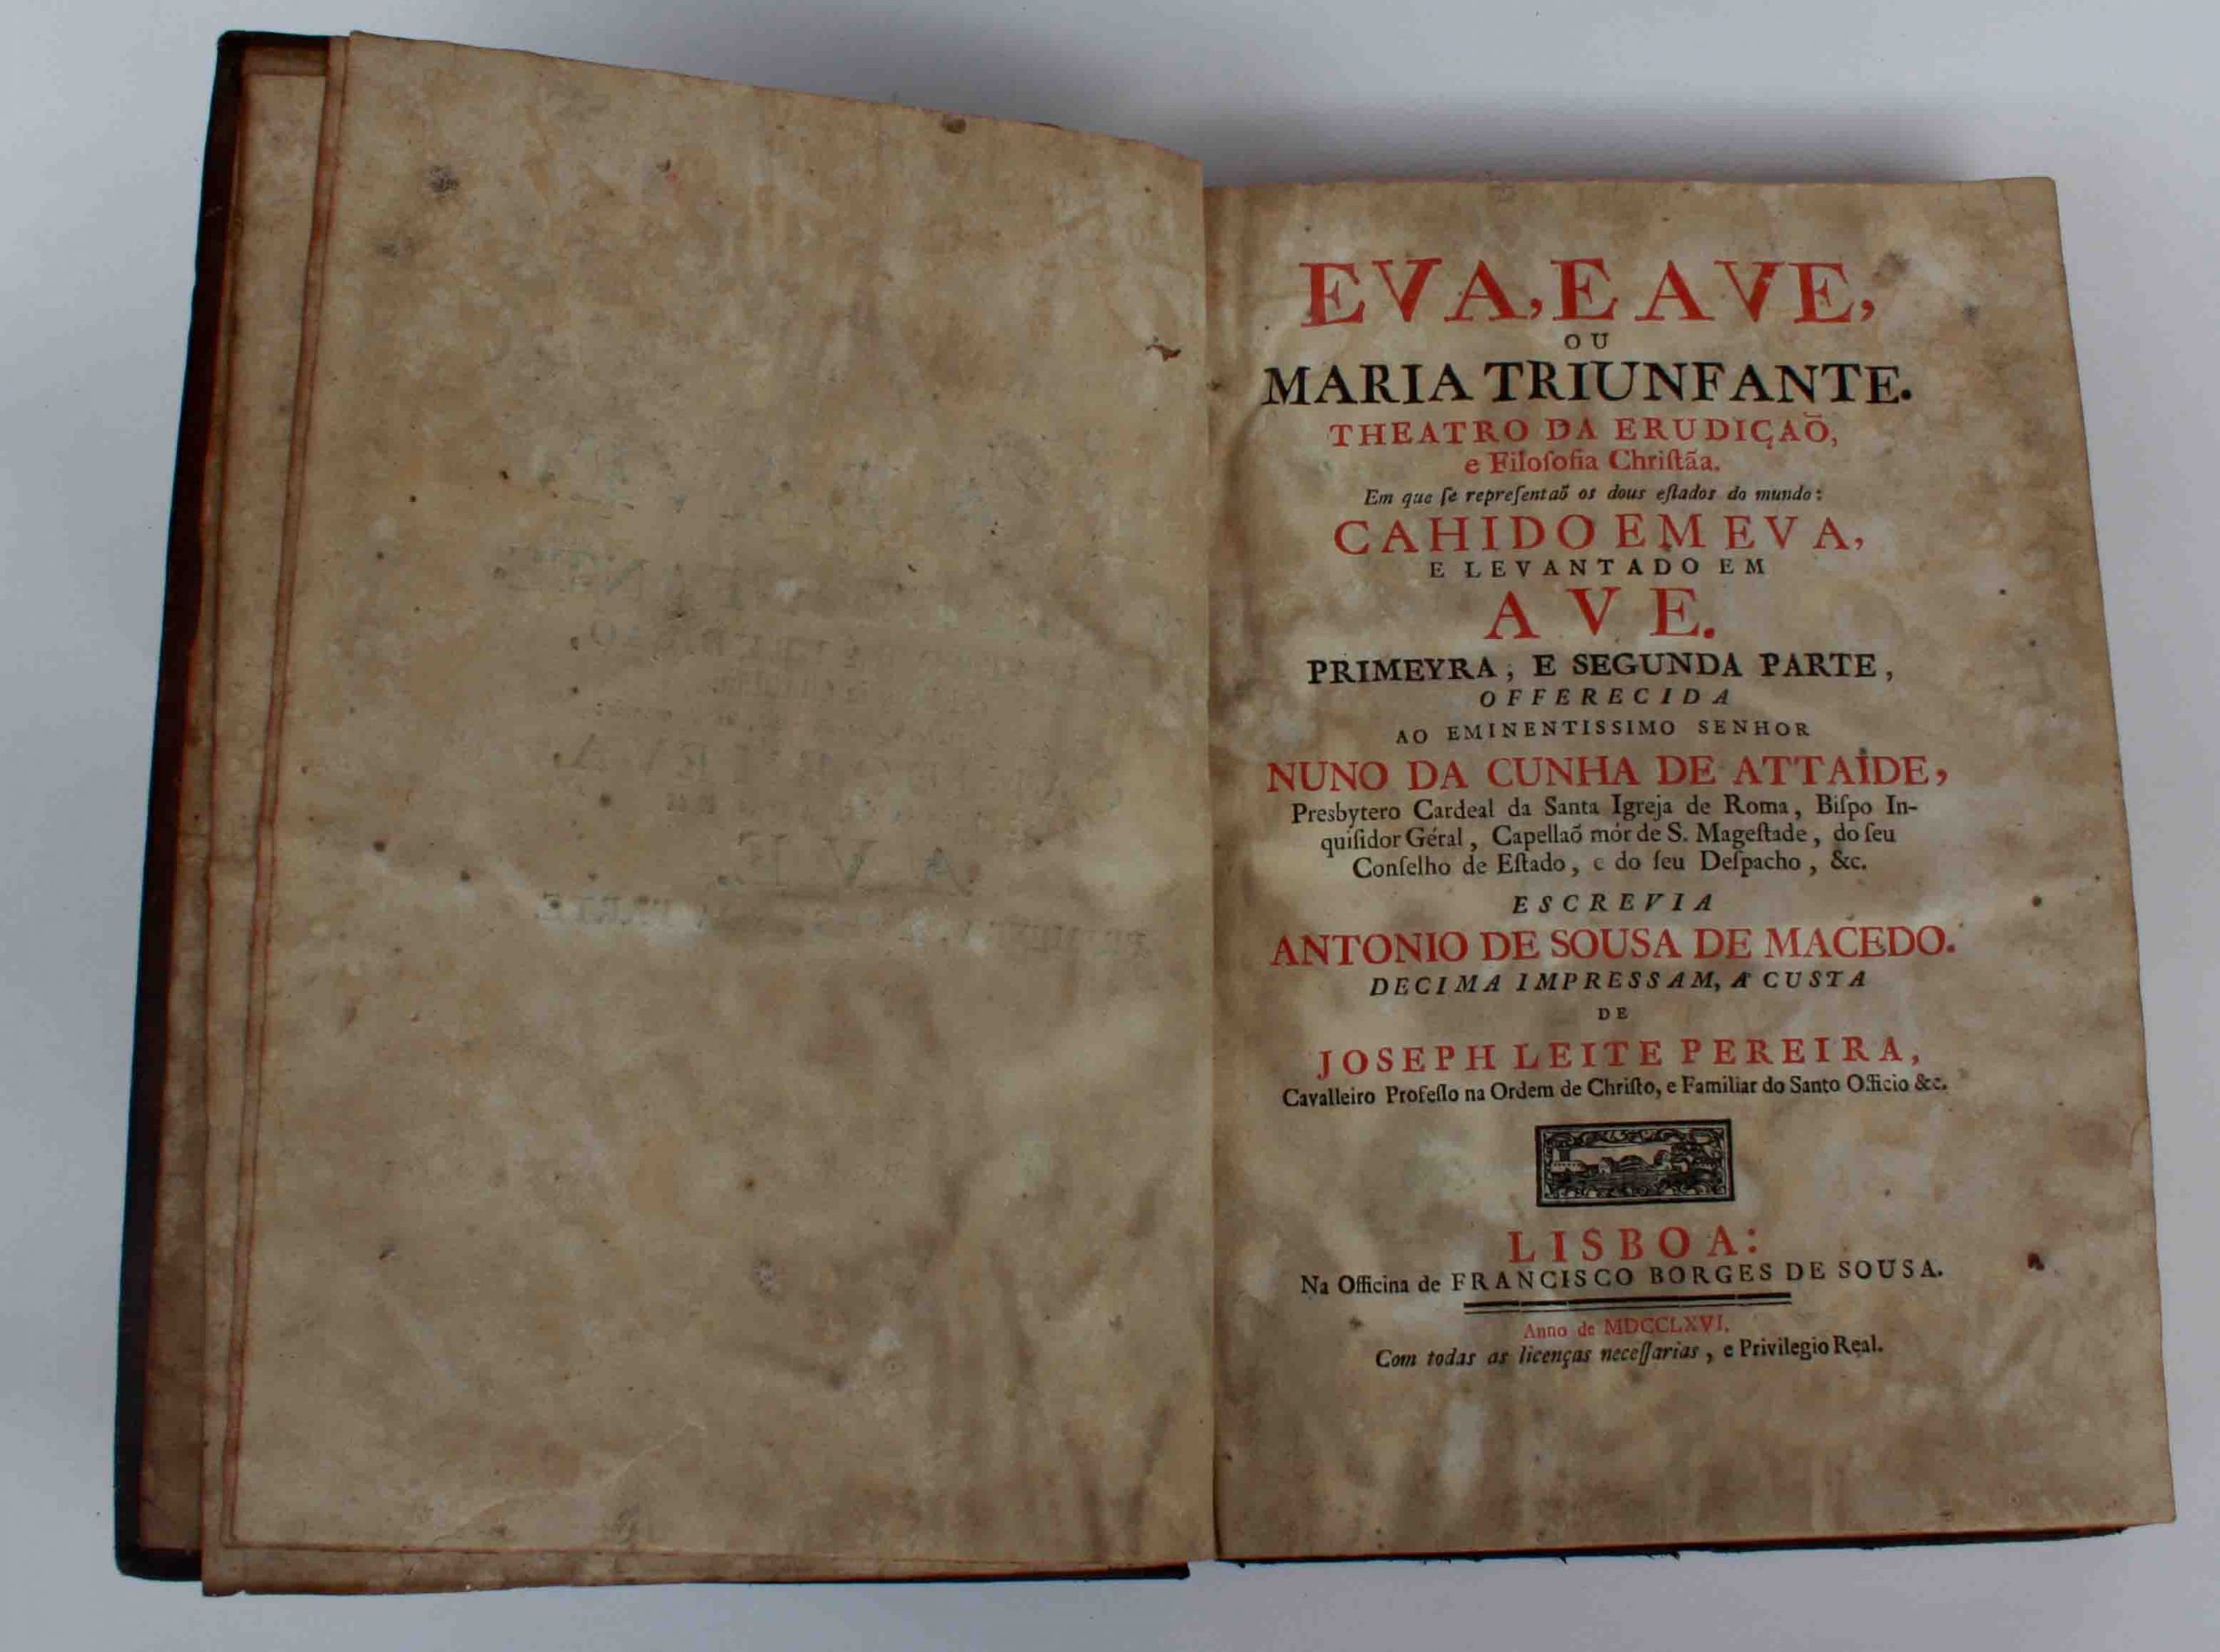 EVA, E AVE,
OU
MARIA TRIUNFANTE.
THEATRO DA ERUDIÇAÕ,
e Filoſofia Chriſtãa.
Em que ſe repreſentaõ os dous eſtados do mundo:
CAHIDO EM EVA,
E LEVANTADO EM
AVE.
PRIMEYRA, E SEGUNDA PARTE,
OFFERECIDA
AO EMINENTISSIMO SENHOR
NUNO DA CUNHA DE ATTAÍDE,
Presbytero Cardeal da Santa Igreja de Roma, Biſpo In-
quiſidor Géral, Capellaõ mór de S. Mageſtade, do ſeu
Conſelho de Eſtado, e do ſeu Deſpacho, &c.
ESCREVIA
ANTONIO DE SOUSA DE MACEDO.
DECIMA IMPRESSAM, A CUSTA
DE
JOSEPH LEITE PEREIRA,
Cavalleiro Profeſſo na Ordem de Chriſto, e Familiar do Santo Officio &c.
LISBOA:
Na Officina de FRANCISCO BORGES DE SOUSA.
Anno de MDCCLXVI.
Com todas as licenças neceſſarias, e Privilegio Real.